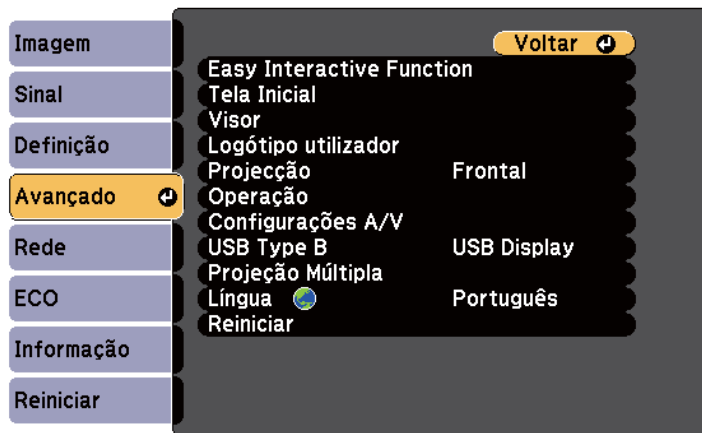 Imagem
Sinal
Definição
Avançado
Rede
ECO
Informação
Reiniciar
Voltar
Easy Interactive Function
Tela Inicial
Visor
Logótipo utilizador
Projecção Frontal
Operação
Configurações A/V
USB Type B USB Display
Projeção Múltipla
Língua Português
Reiniciar